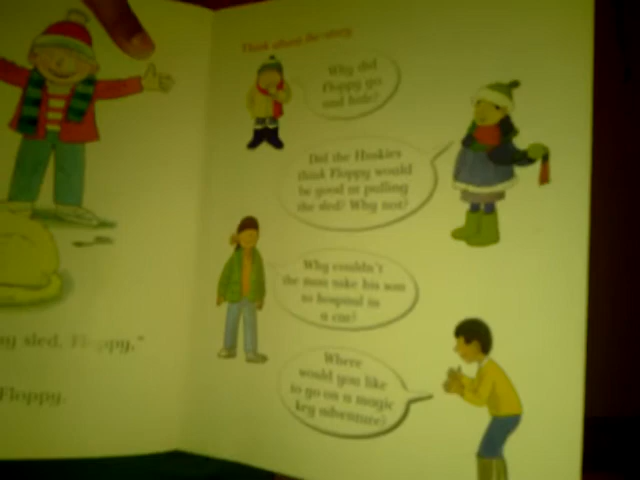 Think about the story
Why did
Floppy go
and hide?
Did the Huskies
think Floppy would
be good at pulling
the sled? Why not?
Why couldn't
the man take his son
to hospital in
a car?
Where
would you like
to go on a magic
key adventure?
my sled, Floppy,"
Floppy.